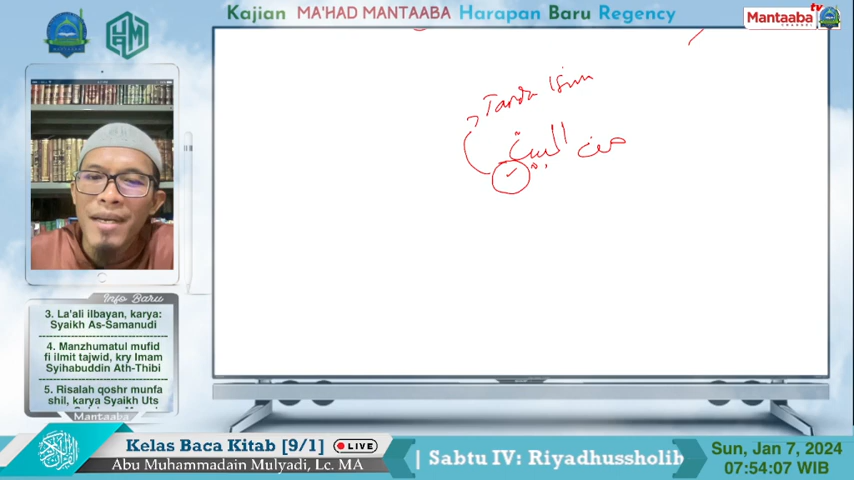 Kajian MA'HAD MANTAABA Harapan Baru Regency
Mantaaba tv
CHANNEL
HAM
Tanda Isim
من البيت
Info Baru
3. La'ali ilbayan, karya:
Syaikh As-Samanudi
4. Manzhumatul mufid
fi ilmit tajwid, kry Imam
Syihabuddin Ath-Thibi
5. Risalah qoshr munfa
shil, karya Syaikh Uts
Mantaaba
Kelas Baca Kitab [9/1] LIVE
Abu Muhammadain Mulyadi, Lc. MA
| Sabtu IV: Riyadhussholib
Sun, Jan 7, 2024
07:54:07 WIB